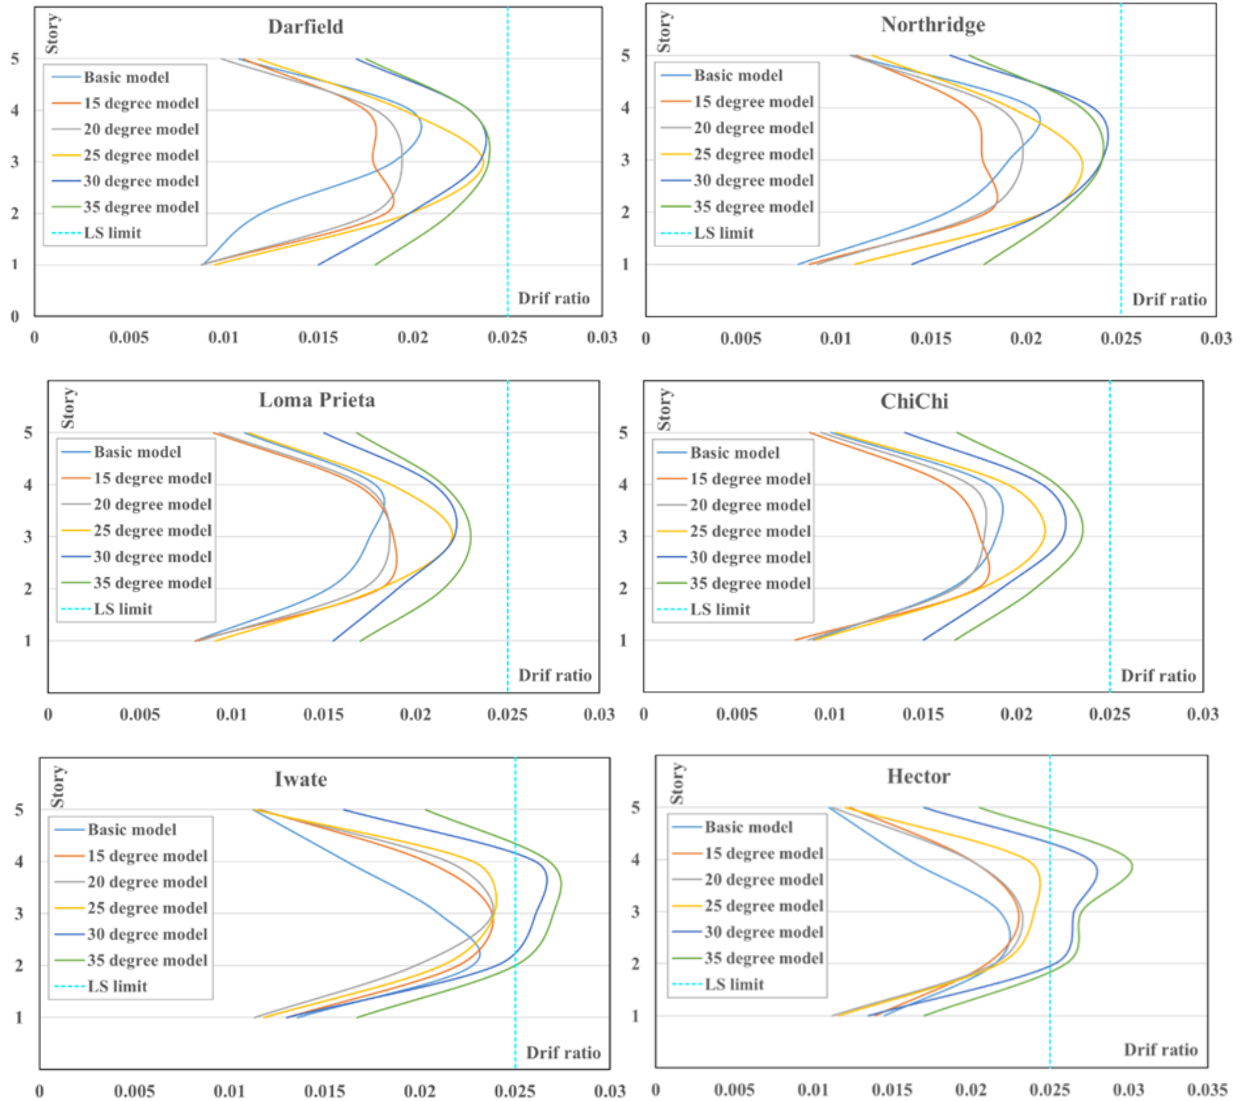 Darfield
Story
5
4
3
2
1
0
Basic model
15 degree model
20 degree model
25 degree model
30 degree model
35 degree model
LS limit
Drif ratio
0 0.005 0.01 0.015 0.02 0.025 0.03
Northridge
Story
5
4
3
2
1
Basic model
15 degree model
20 degree model
25 degree model
30 degree model
35 degree model
LS limit
Drif ratio
0 0.005 0.01 0.015 0.02 0.025 0.03
Loma Prieta
Story
5
4
3
2
1
Basic model
15 degree model
20 degree model
25 degree model
30 degree model
35 degree model
LS limit
Drif ratio
0 0.005 0.01 0.015 0.02 0.025 0.03
ChiChi
Story
5
4
3
2
1
Basic model
15 degree model
20 degree model
25 degree model
30 degree model
35 degree model
LS limit
Drif ratio
0 0.005 0.01 0.015 0.02 0.025 0.03
Iwate
Story
5
4
3
2
1
Basic model
15 degree model
20 degree model
25 degree model
30 degree model
35 degree model
LS limit
Drif ratio
0 0.005 0.01 0.015 0.02 0.025 0.03
Hector
Story
5
4
3
2
1
Basic model
15 degree model
20 degree model
25 degree model
30 degree model
35 degree model
LS limit
Drif ratio
0 0.005 0.01 0.015 0.02 0.025 0.03 0.035